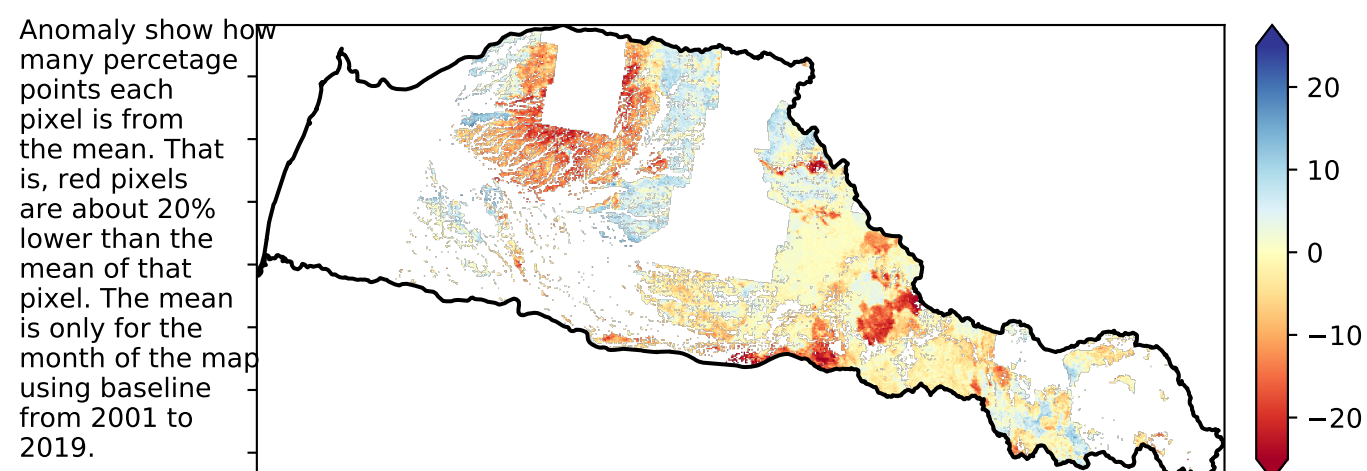 Anomaly show how
many percetage
points each
pixel is from
the mean. That
is, red pixels
are about 20%
lower than the
mean of that
pixel. The mean
is only for the
month of the map
using baseline
from 2001 to
2019.
20
10
0
−10
−20